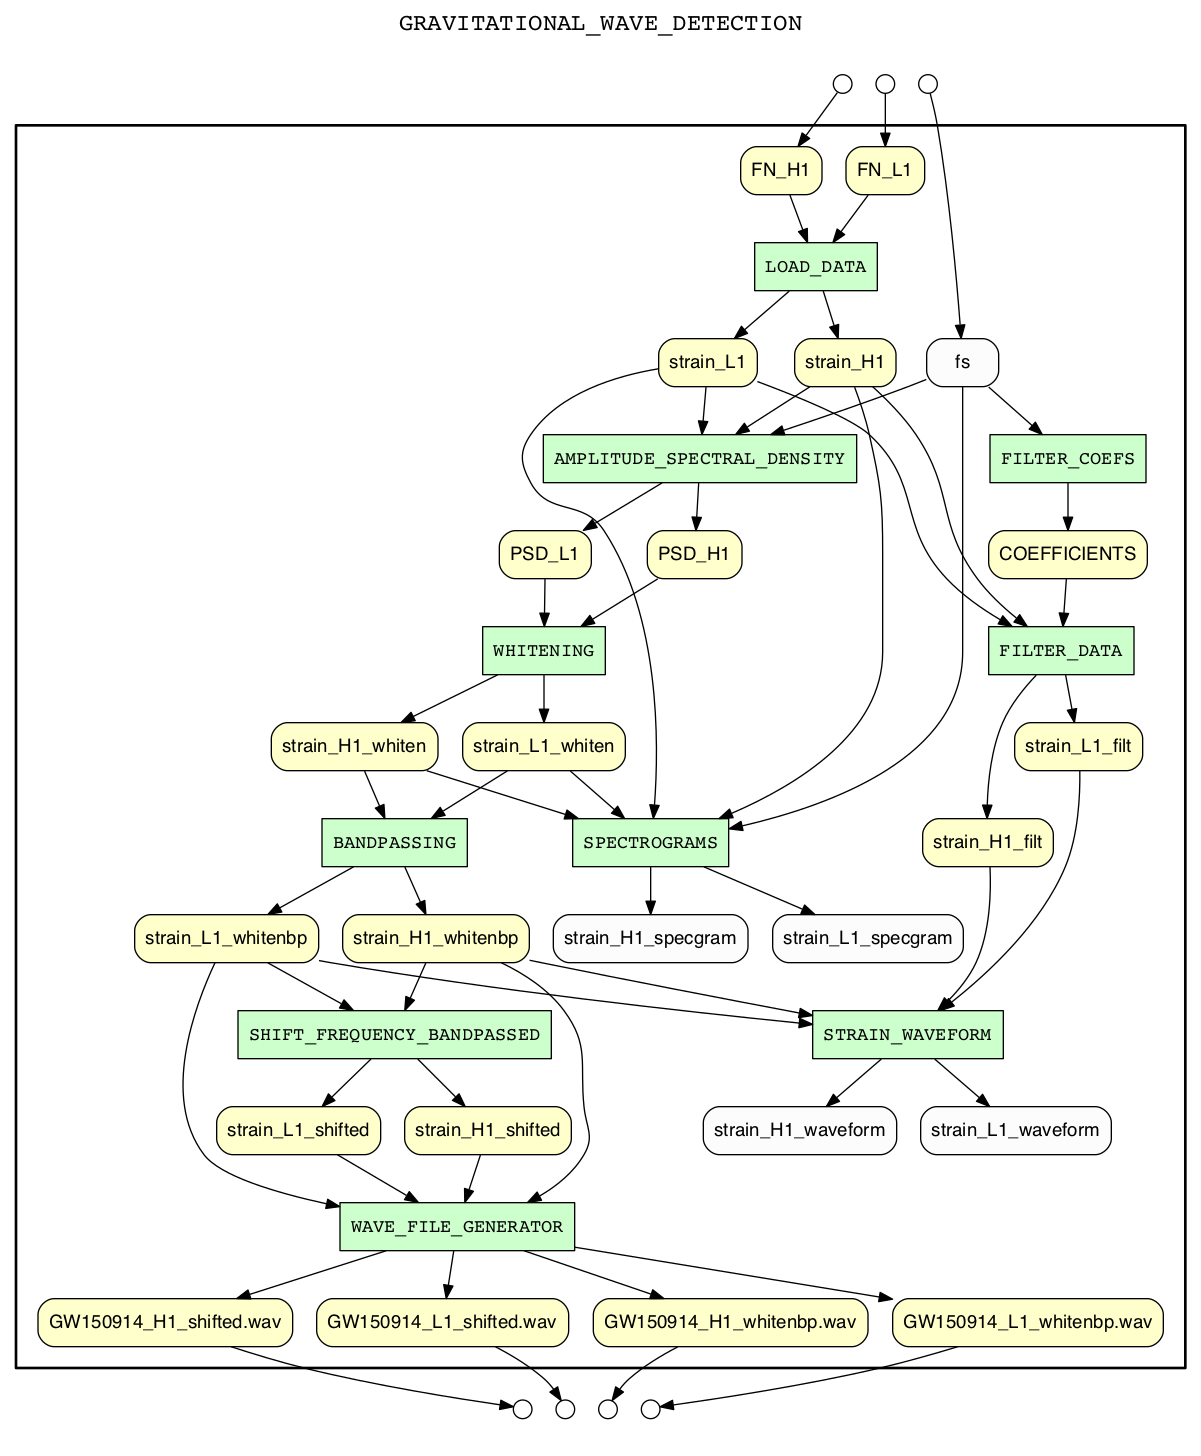 GRAVITATIONAL_WAVE_DETECTION
FN_H1
FN_L1
LOAD_DATA
strain_L1
strain_H1
fs
AMPLITUDE_SPECTRAL_DENSITY
FILTER_COEFS
PSD_L1
PSD_H1
COEFFICIENTS
WHITENING
FILTER_DATA
strain_H1_whiten
strain_L1_whiten
strain_L1_filt
BANDPASSING
SPECTROGRAMS
strain_H1_filt
strain_L1_whitenbp
strain_H1_whitenbp
strain_H1_specgram
strain_L1_specgram
SHIFT_FREQUENCY_BANDPASSED
STRAIN_WAVEFORM
strain_L1_shifted
strain_H1_shifted
strain_H1_waveform
strain_L1_waveform
WAVE_FILE_GENERATOR
GW150914_H1_shifted.wav
GW150914_L1_shifted.wav
GW150914_H1_whitenbp.wav
GW150914_L1_whitenbp.wav